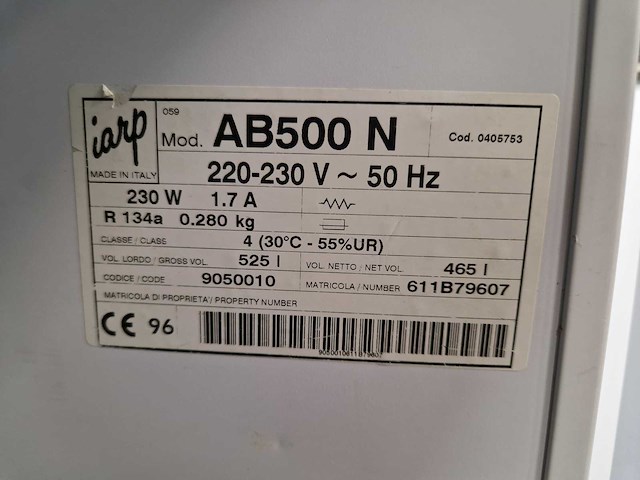 059
iarp
Mod. AB500 N
Cod. 0405753
MADE IN ITALY
220-230 V ~ 50 Hz
230 W 1.7 A
R 134a 0.280 kg
CLASSE / CLASS 4 (30°C - 55%UR)
VOL. LORDO / GROSS VOL 525 l VOL. NETTO / NET VOL 465 l
CODICE / CODE 9050010 MATRICOLA / NUMBER 611B79607
MATRICOLA DI PROPRIETA'/ PROPERTY NUMBER
CE 96